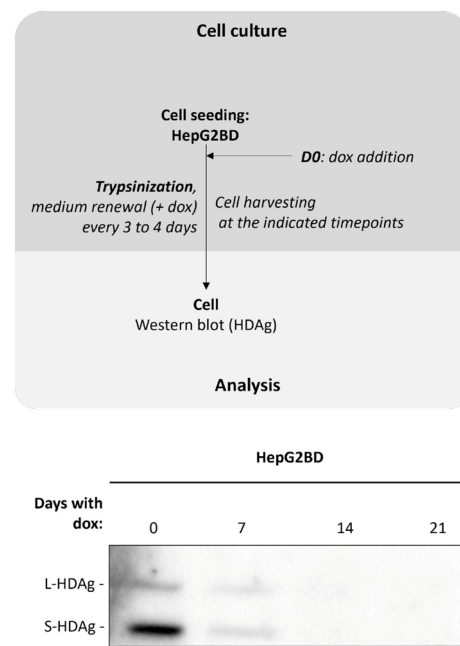 Cell culture
Cell seeding:
HepG2BD
D0: dox addition
Trypsinization,
medium renewal (+ dox)
every 3 to 4 days
Cell harvesting
at the indicated timepoints
Cell
Western blot (HDAg)
Analysis
HepG2BD
Days with
dox: 0 7 14 21
L-HDAg -
S-HDAg -